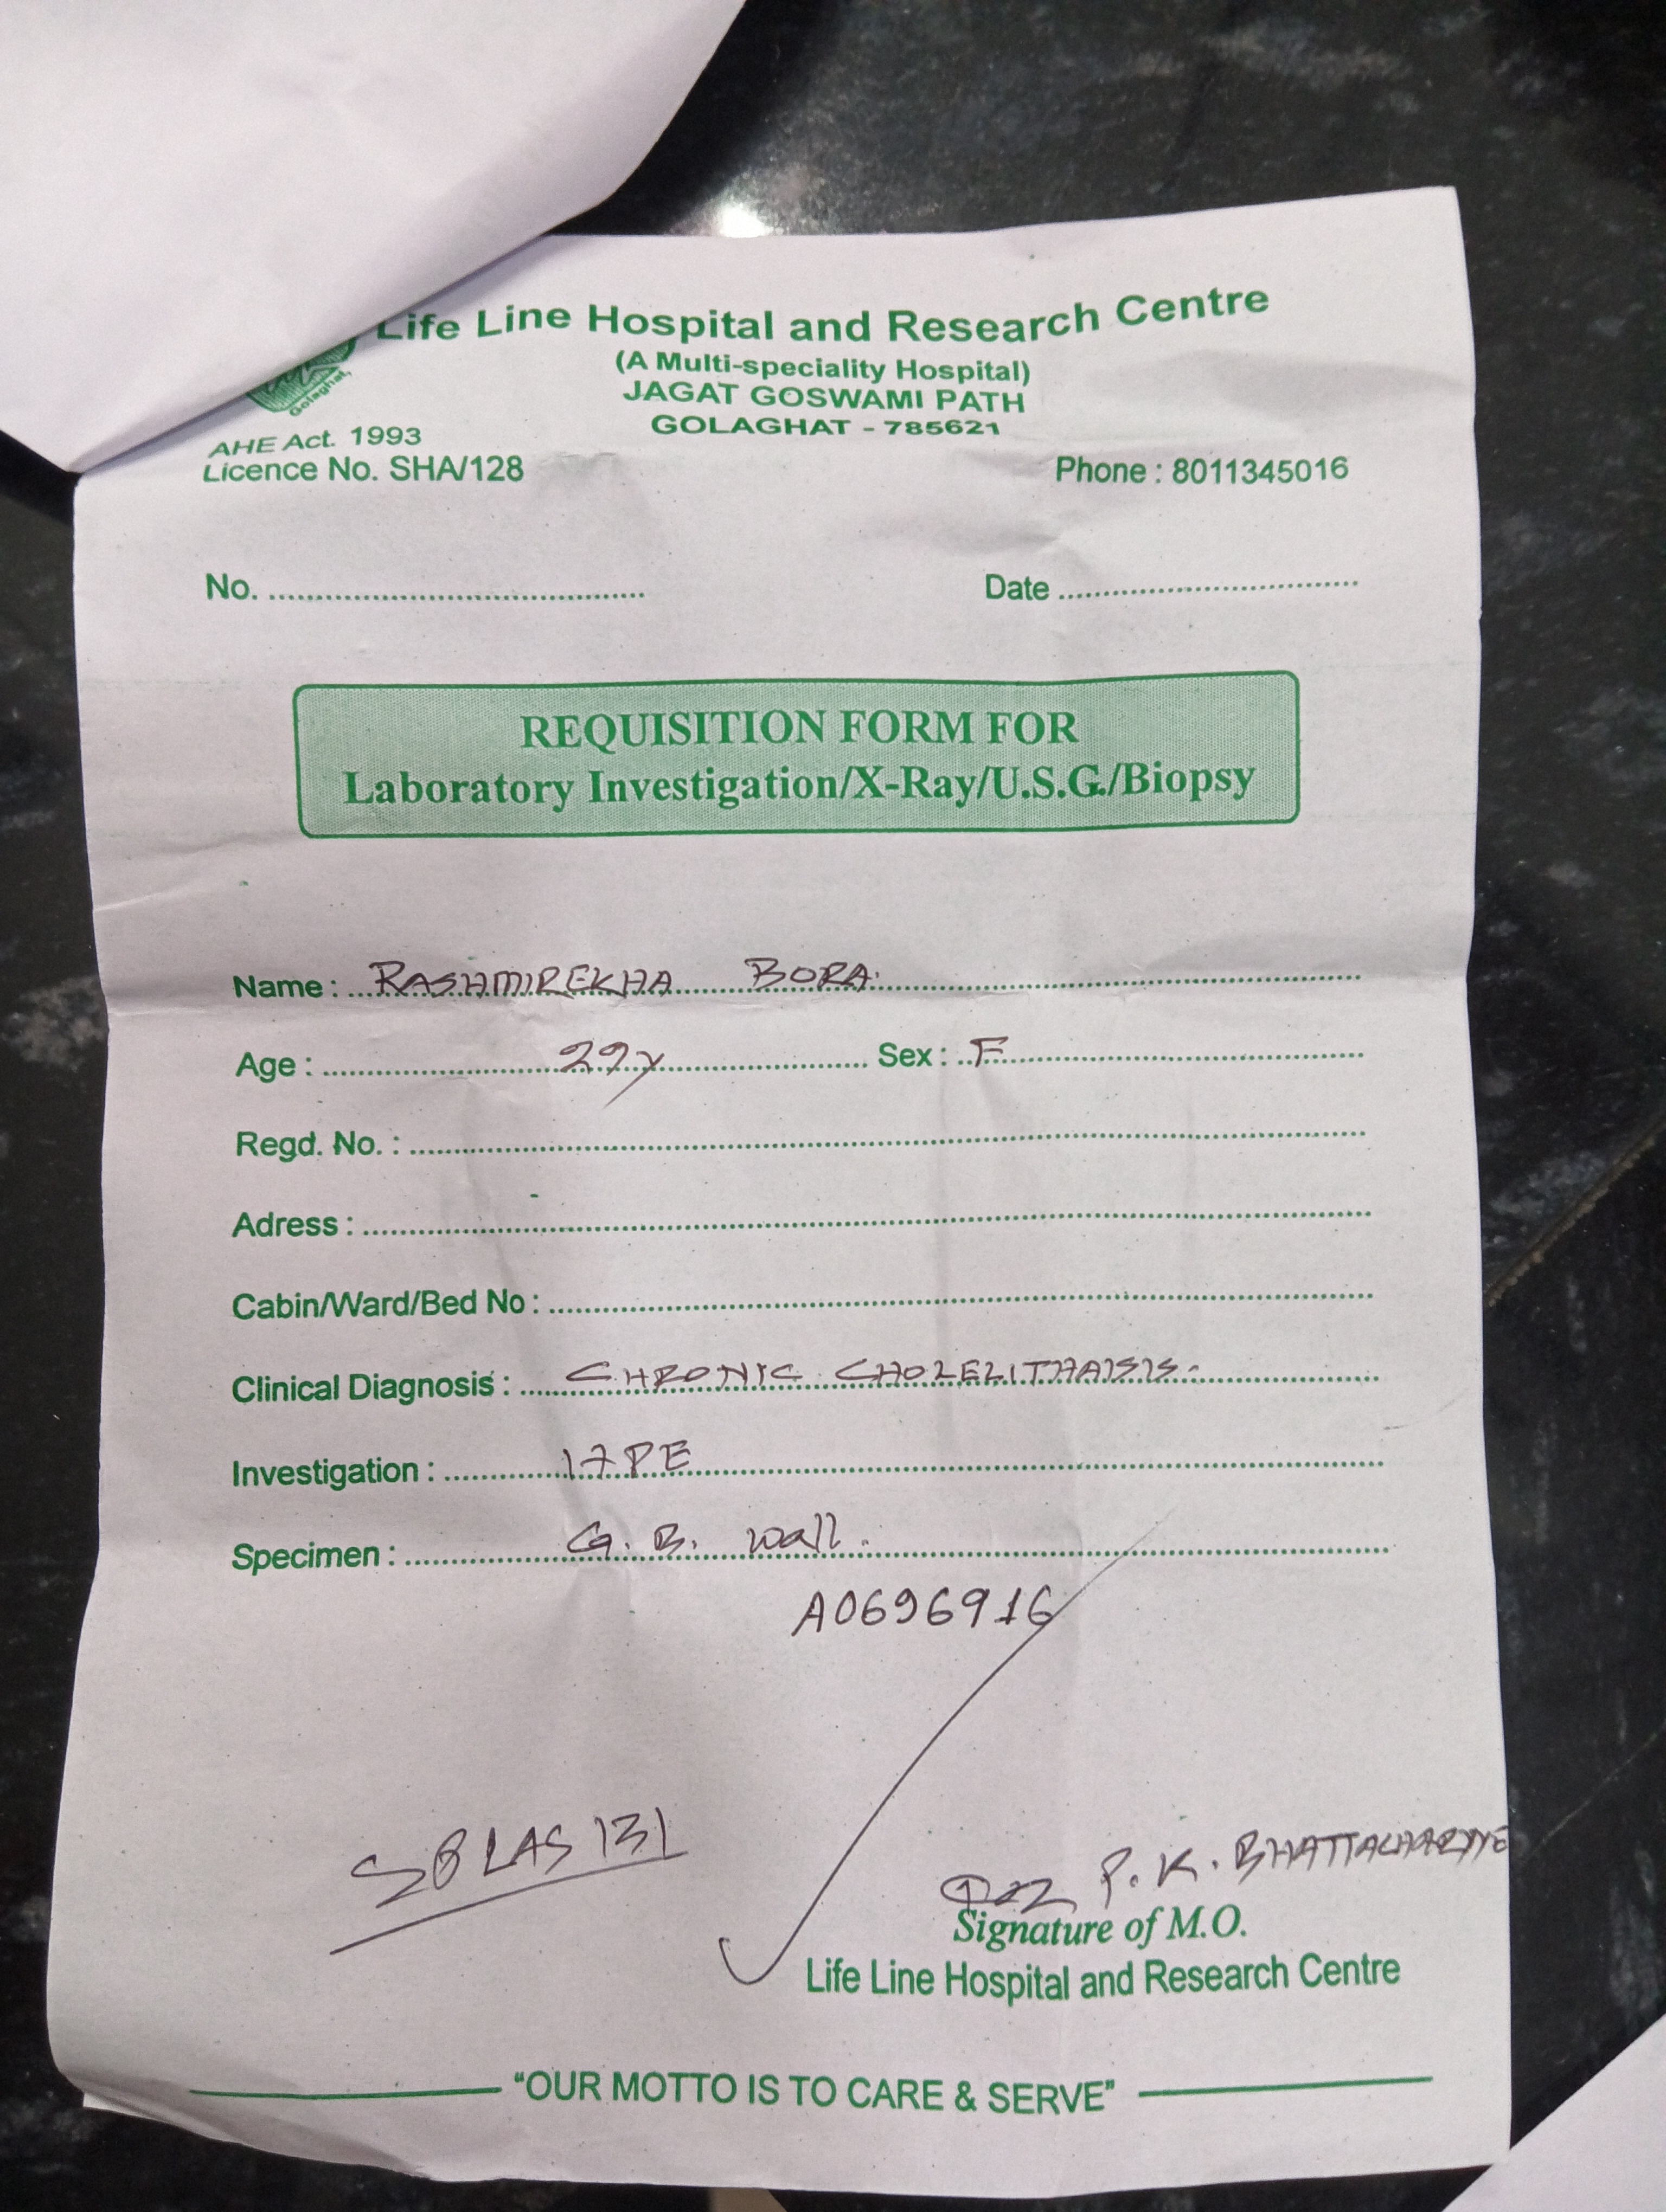 Life Line Hospital and Research Centre
(A Multi-speciality Hospital)
JAGAT GOSWAMI PATH
GOLAGHAT - 785621
Golaghat,
AHE Act. 1993
Licence No. SHA/128
Phone : 8011345016
No. ........................................
Date ........................................
REQUISITION FORM FOR
Laboratory Investigation/X-Ray/U.S.G./Biopsy
Name : RASHMIREKHA BORA.
Age : 29y Sex : F
Regd. No. : ........................................
Adress : ........................................
Cabin/Ward/Bed No : ........................................
Clinical Diagnosis : CHRONIC CHOLELITHAISIS.
Investigation : HPE
Specimen : G. B. wall.
A0696916
SBLAS 131
P. K. BHATTACHARJYE
Signature of M.O.
Life Line Hospital and Research Centre
"OUR MOTTO IS TO CARE & SERVE"